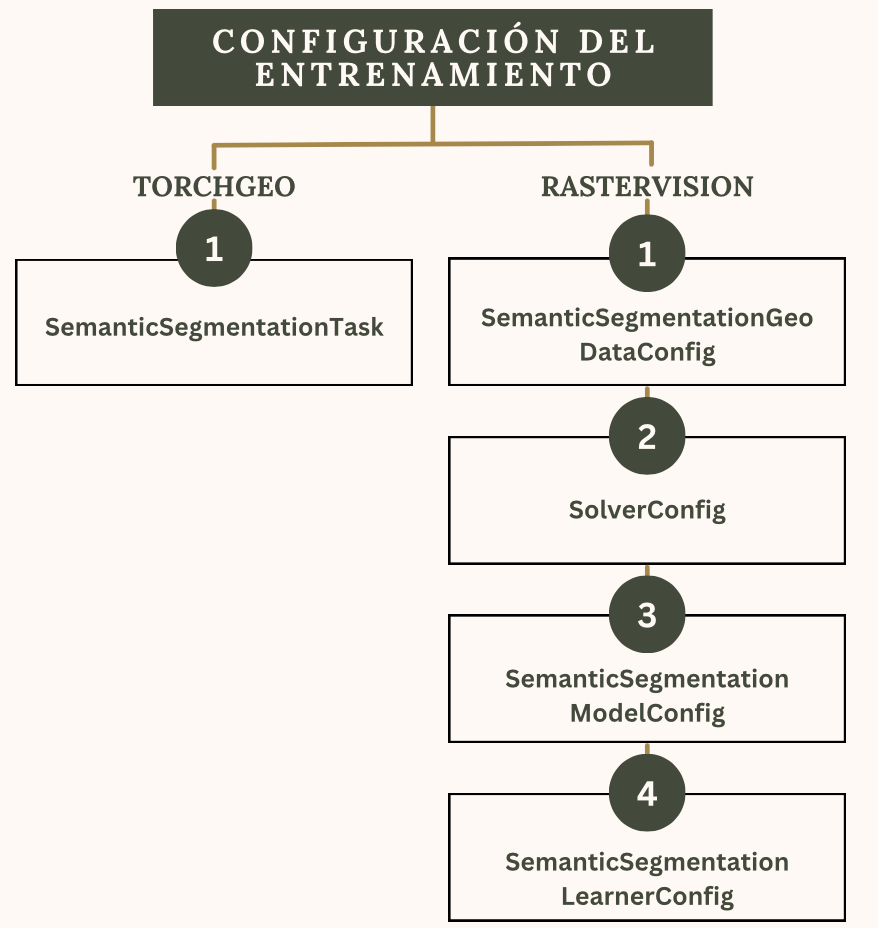 CONFIGURACIÓN DEL
ENTRENAMIENTO
TORCHGEO
1
SemanticSegmentationTask
RASTERVISION
1
SemanticSegmentationGeo
DataConfig
2
SolverConfig
3
SemanticSegmentation
ModelConfig
4
SemanticSegmentation
LearnerConfig